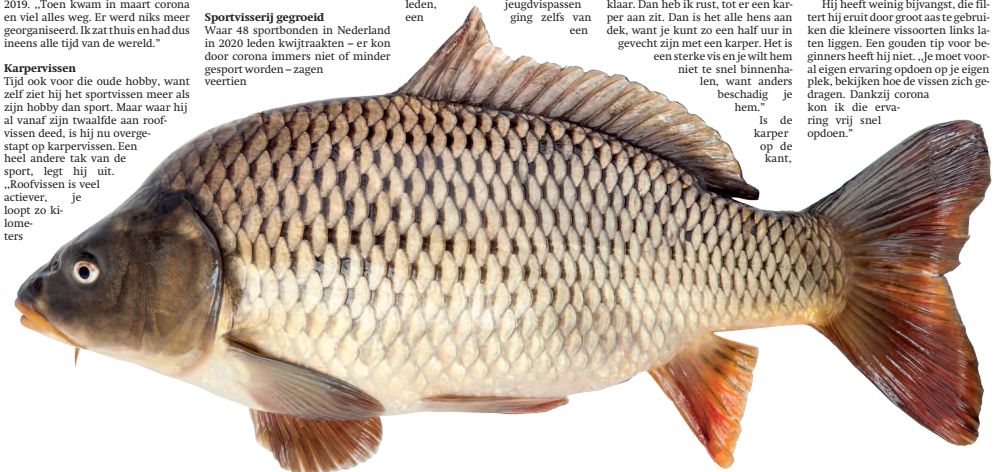 2019. „Toen kwam in maart corona
en viel alles weg. Er werd niks meer
georganiseerd. Ik zat thuis en had dus
ineens alle tijd van de wereld.”
Karpervissen
Tijd ook voor die oude hobby, want
zelf ziet hij het sportvissen meer als
zijn hobby dan sport. Maar waar hij
al vanaf zijn twaalfde aan roof-
vissen deed, is hij nu overge-
stapt op karpervissen. Een
heel andere tak van de
sport, legt hij uit.
„Roofvissen is veel
actiever, je
loopt zo ki-
lome-
ters
Sportvisserij gegroeid
Waar 48 sportbonden in Nederland
in 2020 leden kwijtraakten – er kon
door corona immers niet of minder
gesport worden – zagen
veertien
leden,
een
jeugdvispassen
ging zelfs van
een
klaar. Dan heb ik rust, tot er een kar-
per aan zit. Dan is het alle hens aan
dek, want je kunt zo een half uur in
gevecht zijn met een karper. Het is
een sterke vis en je wilt hem
niet te snel binnenha-
len, want anders
beschadig je
hem.”
Is de
karper
op de
kant,
Hij heeft weinig bijvangst, die fil-
tert hij eruit door groot aas te gebrui-
ken die kleinere vissoorten links la-
ten liggen. Een gouden tip voor be-
ginners heeft hij niet. „Je moet voor-
al eigen ervaring opdoen op je eigen
plek, bekijken hoe de vissen zich ge-
dragen. Dankzij corona
kon ik die erva-
ring vrij snel
opdoen.”